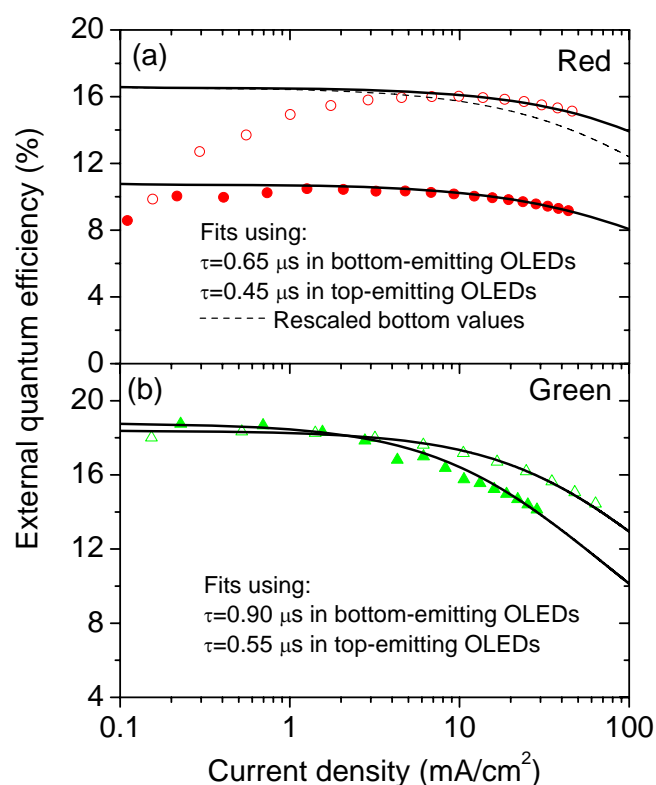 20
(a)
Red
16
12
8
Fits using:
τ=0.65 μs in bottom-emitting OLEDs
τ=0.45 μs in top-emitting OLEDs
Rescaled bottom values
4
0
External quantum efficiency (%)
(b)
Green
20
16
12
Fits using:
τ=0.90 μs in bottom-emitting OLEDs
τ=0.55 μs in top-emitting OLEDs
8
4
0.1 1 10 100
Current density (mA/cm²)